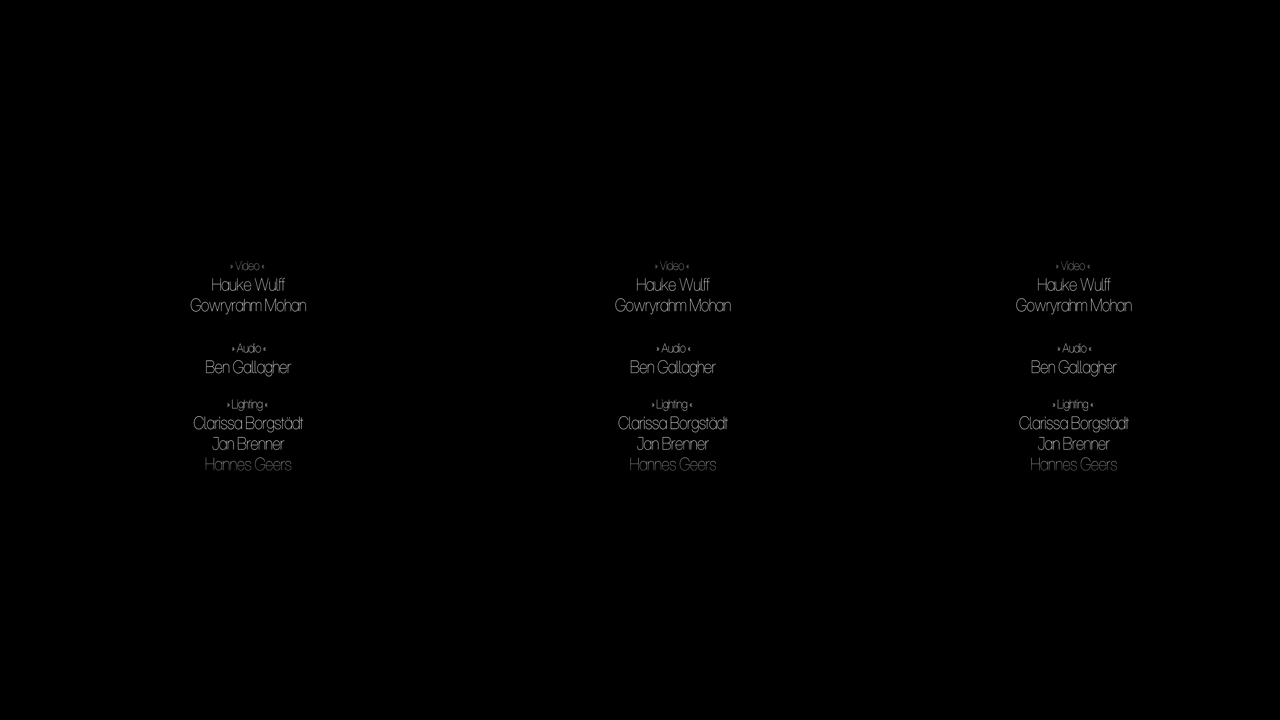 » Video «
Hauke Wulff
Gowryrahm Mohan
» Audio «
Ben Gallagher
» Lighting «
Clarissa Borgstädt
Jan Brenner
Hannes Geers
» Video «
Hauke Wulff
Gowryrahm Mohan
» Audio «
Ben Gallagher
» Lighting «
Clarissa Borgstädt
Jan Brenner
Hannes Geers
» Video «
Hauke Wulff
Gowryrahm Mohan
» Audio «
Ben Gallagher
» Lighting «
Clarissa Borgstädt
Jan Brenner
Hannes Geers